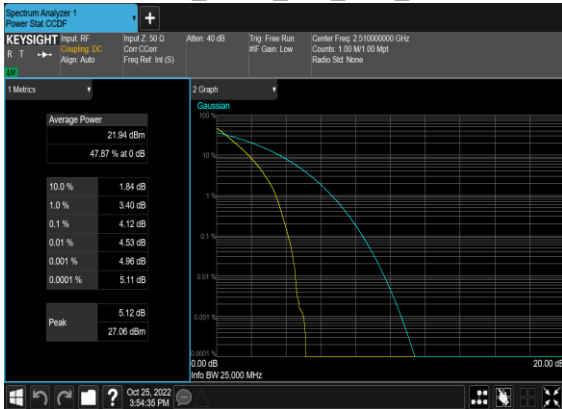 Spectrum Analyzer 1
Power Stat CCDF
+
KEYSIGHT
R T
LXI
Input: RF
Coupling: DC
Align: Auto
Input Z: 50 Ω
Corr CCorr
Freq Ref: Int (S)
Atten: 40 dB
Trig: Free Run
#IF Gain: Low
Center Freq: 2.510000000 GHz
Counts: 1.00 M/1.00 Mpt
Radio Std: None
1 Metrics
Average Power
21.94 dBm
47.87 % at 0 dB
10.0 % 1.84 dB
1.0 % 3.40 dB
0.1 % 4.12 dB
0.01 % 4.53 dB
0.001 % 4.96 dB
0.0001 % 5.11 dB
Peak
5.12 dB
27.06 dBm
2 Graph
Gaussian
100 %
10 %
1 %
0.1 %
0.01 %
0.001 %
0.0001 %
0.00 dB 20.00 dB
Info BW 25.000 MHz
?
Oct 25, 2022
3:54:35 PM